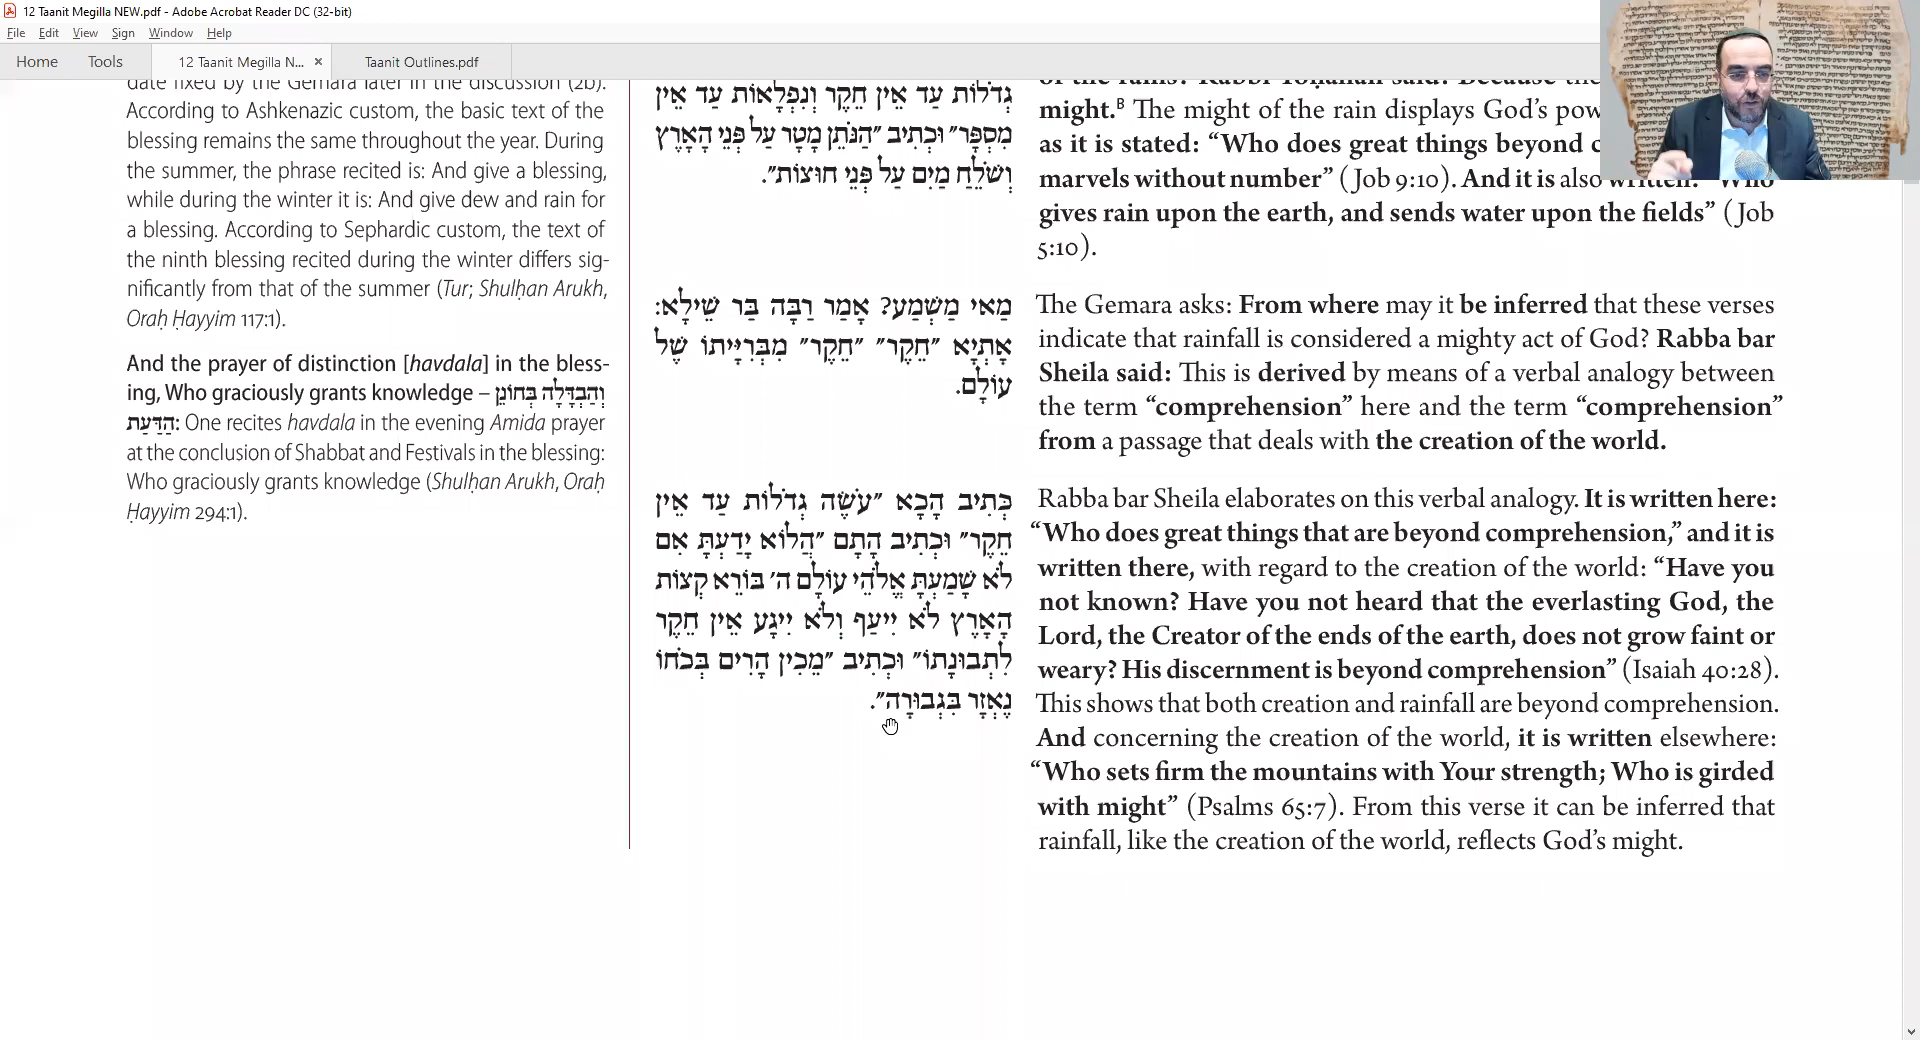 12 Taanit Megilla NEW.pdf - Adobe Acrobat Reader DC (32-bit)
File Edit View Sign Window Help
Home Tools 12 Taanit Megilla N... × Taanit Outlines.pdf
date fixed by the Gemara later in the discussion (2b).
According to Ashkenazic custom, the basic text of the
blessing remains the same throughout the year. During
the summer, the phrase recited is: And give a blessing,
while during the winter it is: And give dew and rain for
a blessing. According to Sephardic custom, the text of
the ninth blessing recited during the winter differs sig-
nificantly from that of the summer (Tur; Shulḥan Arukh,
Oraḥ Ḥayyim 117:1).
And the prayer of distinction [havdala] in the bless-
ing, Who graciously grants knowledge – וְהַבְדָּלָה בְּחוֹנֵן
הַדַּעַת: One recites havdala in the evening Amida prayer
at the conclusion of Shabbat and Festivals in the blessing:
Who graciously grants knowledge (Shulḥan Arukh, Oraḥ
Ḥayyim 294:1).
גְדֹלוֹת עַד אֵין חֵקֶר וְנִפְלָאוֹת עַד אֵין
מִסְפָּר״ וּכְתִיב ״הַנֹּתֵן מָטָר עַל פְּנֵי הָאָרֶץ
וְשֹׁלֵחַ מַיִם עַל פְּנֵי חוּצוֹת״.
מַאי מַשְׁמַע? אָמַר רַבָּה בַּר שֵׁילָא:
אָתְיָא ״חֵקֶר״ ״חֵקֶר״ מִבְּרִיָּיתוֹ שֶׁל
עוֹלָם.
כְּתִיב הָכָא ״עֹשֶׂה גְדֹלוֹת עַד אֵין
חֵקֶר״ וּכְתִיב הָתָם ״הֲלוֹא יָדַעְתָּ אִם
לֹא שָׁמַעְתָּ אֱלֹהֵי עוֹלָם ה׳ בּוֹרֵא קְצוֹת
הָאָרֶץ לֹא יִיעַף וְלֹא יִיגָע אֵין חֵקֶר
לִתְבוּנָתוֹ״ וּכְתִיב ״מֵכִין הָרִים בְּכֹחוֹ
נֶאְזָר בִּגְבוּרָה״.
of the rains? Rabbi Yoḥanan said: Because
might.ᴮ The might of the rain displays God’s
as it is stated: “Who does great things beyond
marvels without number” (Job 9:10). And it is also written: “Who
gives rain upon the earth, and sends water upon the fields” (Job
5:10).
The Gemara asks: From where may it be inferred that these verses
indicate that rainfall is considered a mighty act of God? Rabba bar
Sheila said: This is derived by means of a verbal analogy between
the term “comprehension” here and the term “comprehension”
from a passage that deals with the creation of the world.
Rabba bar Sheila elaborates on this verbal analogy. It is written here:
“Who does great things that are beyond comprehension,” and it is
written there, with regard to the creation of the world: “Have you
not known? Have you not heard that the everlasting God, the
Lord, the Creator of the ends of the earth, does not grow faint or
weary? His discernment is beyond comprehension” (Isaiah 40:28).
This shows that both creation and rainfall are beyond comprehension.
And concerning the creation of the world, it is written elsewhere:
“Who sets firm the mountains with Your strength; Who is girded
with might” (Psalms 65:7). From this verse it can be inferred that
rainfall, like the creation of the world, reflects God’s might.